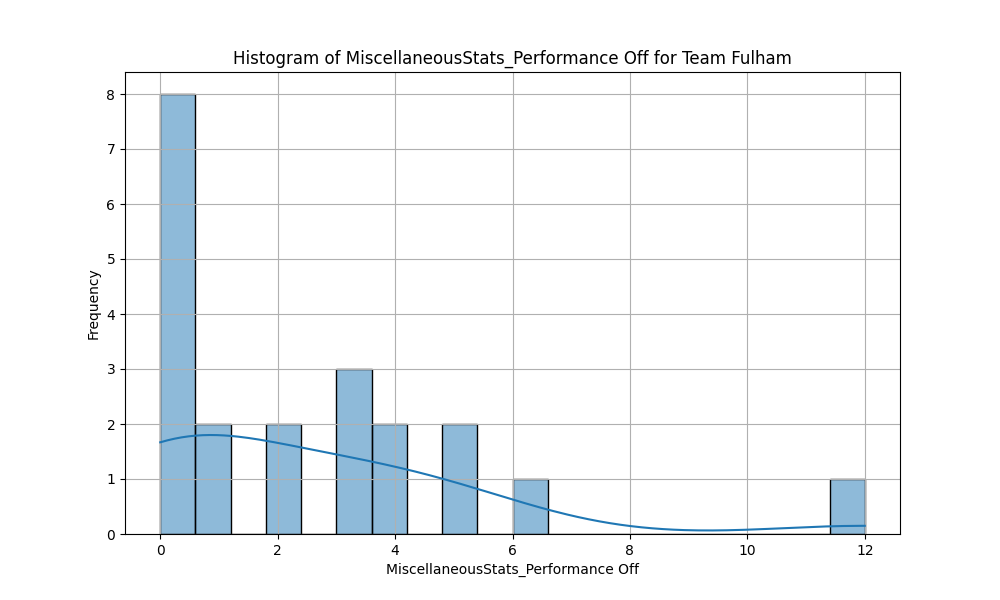 Histogram of MiscellaneousStats_Performance Off for Team Fulham
8
7
6
5
4
3
2
1
0
Frequency
0 2 4 6 8 10 12
MiscellaneousStats_Performance Off